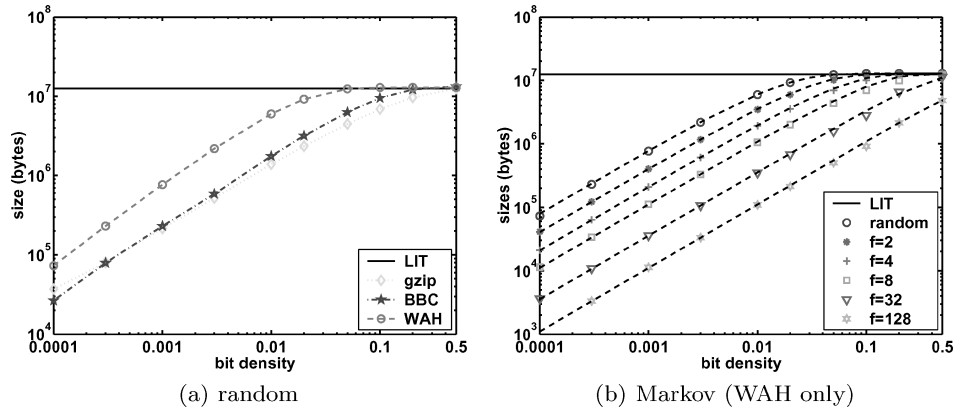 10^8
10^7
10^6
10^5
10^4
size (bytes)
0.0001
0.001
0.01
0.1
0.5
bit density
LIT
gzip
BBC
WAH
(a) random
10^8
10^7
10^6
10^5
10^4
10^3
sizes (bytes)
0.0001
0.001
0.01
0.1
0.5
bit density
LIT
random
f=2
f=4
f=8
f=32
f=128
(b) Markov (WAH only)